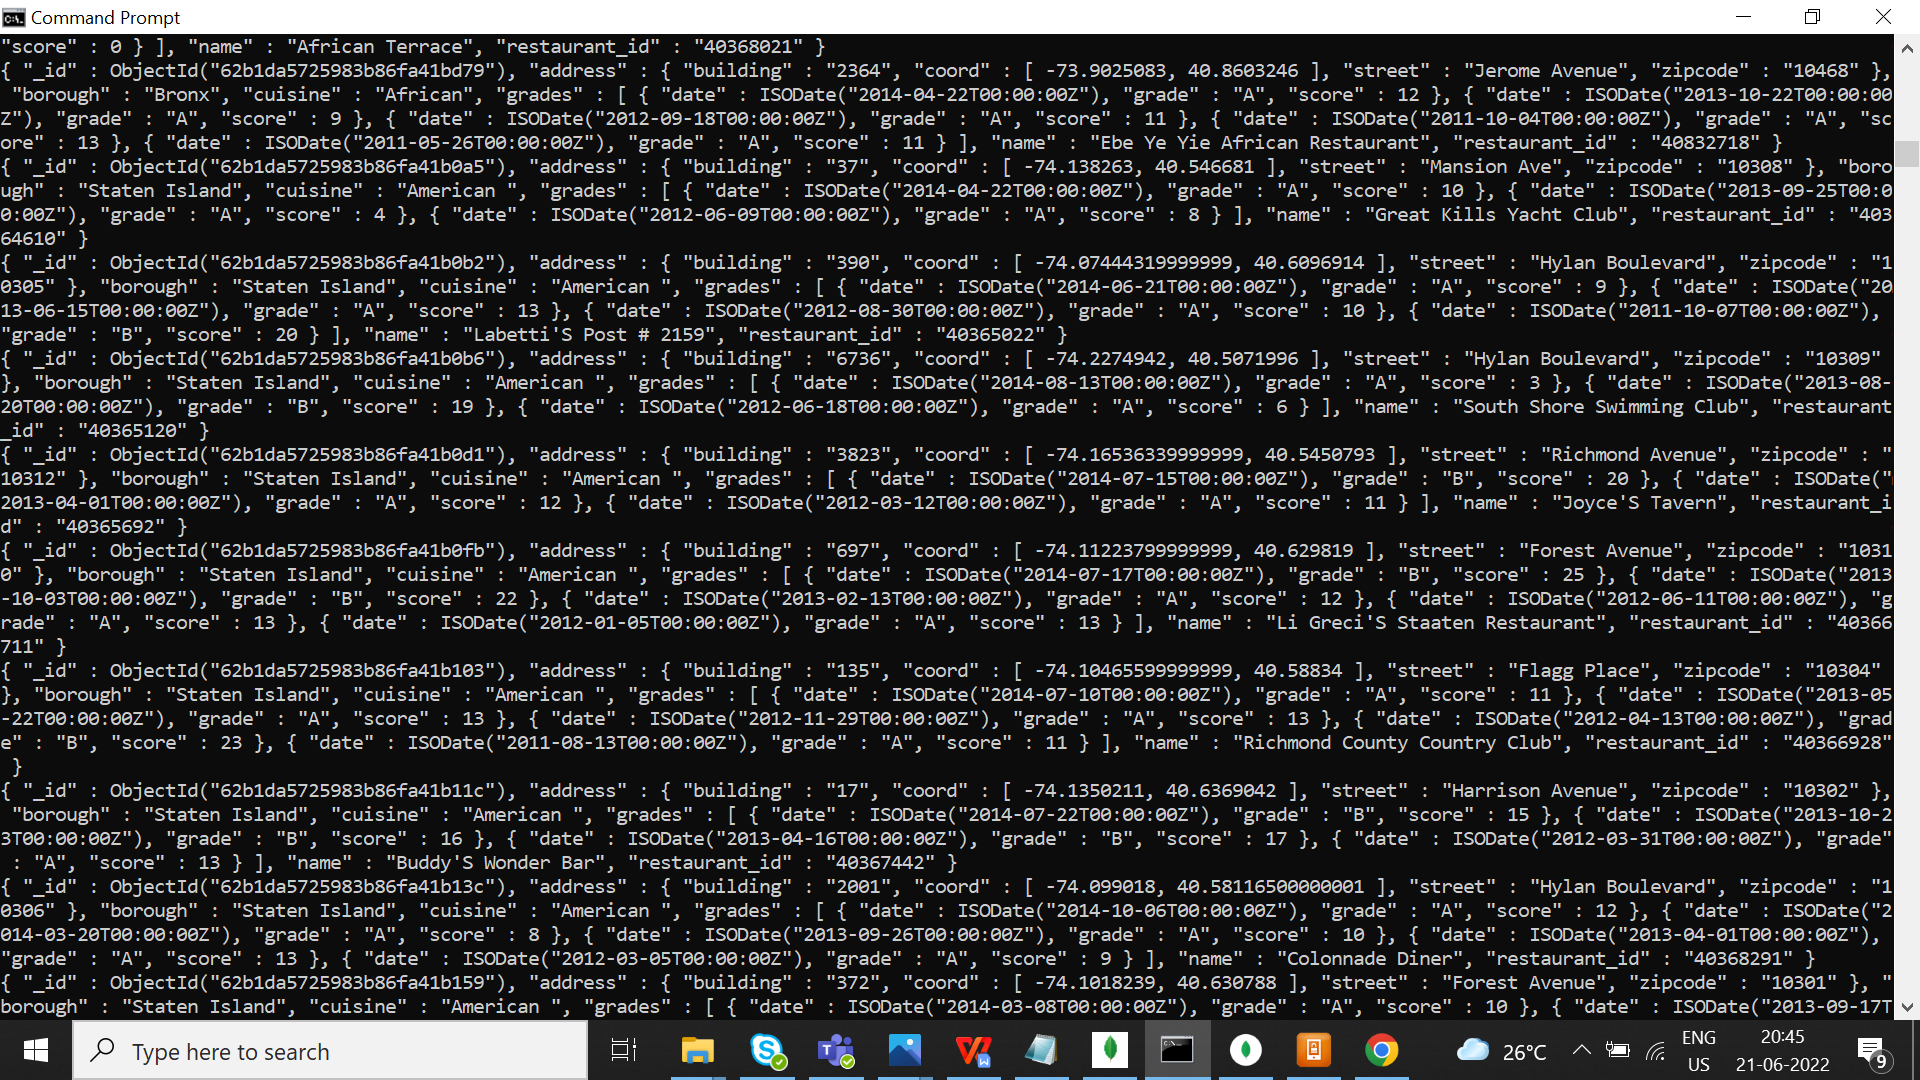 Command Prompt
"score" : 0 } ], "name" : "African Terrace", "restaurant_id" : "40368021" }
{ "_id" : ObjectId("62b1da5725983b86fa41bd79"), "address" : { "building" : "2364", "coord" : [ -73.9025083, 40.8603246 ], "street" : "Jerome Avenue", "zipcode" : "10468" },
"borough" : "Bronx", "cuisine" : "African", "grades" : [ { "date" : ISODate("2014-04-22T00:00:00Z"), "grade" : "A", "score" : 12 }, { "date" : ISODate("2013-10-22T00:00:00
Z"), "grade" : "A", "score" : 9 }, { "date" : ISODate("2012-09-18T00:00:00Z"), "grade" : "A", "score" : 11 }, { "date" : ISODate("2011-10-04T00:00:00Z"), "grade" : "A", "sc
ore" : 13 }, { "date" : ISODate("2011-05-26T00:00:00Z"), "grade" : "A", "score" : 11 } ], "name" : "Ebe Ye Yie African Restaurant", "restaurant_id" : "40832718" }
{ "_id" : ObjectId("62b1da5725983b86fa41b0a5"), "address" : { "building" : "37", "coord" : [ -74.138263, 40.546681 ], "street" : "Mansion Ave", "zipcode" : "10308" }, "boro
ugh" : "Staten Island", "cuisine" : "American ", "grades" : [ { "date" : ISODate("2014-04-22T00:00:00Z"), "grade" : "A", "score" : 10 }, { "date" : ISODate("2013-09-25T00:0
0:00Z"), "grade" : "A", "score" : 4 }, { "date" : ISODate("2012-06-09T00:00:00Z"), "grade" : "A", "score" : 8 } ], "name" : "Great Kills Yacht Club", "restaurant_id" : "403
64610" }
{ "_id" : ObjectId("62b1da5725983b86fa41b0b2"), "address" : { "building" : "390", "coord" : [ -74.07444319999999, 40.6096914 ], "street" : "Hylan Boulevard", "zipcode" : "1
0305" }, "borough" : "Staten Island", "cuisine" : "American ", "grades" : [ { "date" : ISODate("2014-06-21T00:00:00Z"), "grade" : "A", "score" : 9 }, { "date" : ISODate("20
13-06-15T00:00:00Z"), "grade" : "A", "score" : 13 }, { "date" : ISODate("2012-08-30T00:00:00Z"), "grade" : "A", "score" : 10 }, { "date" : ISODate("2011-10-07T00:00:00Z"),
"grade" : "B", "score" : 20 } ], "name" : "Labetti'S Post # 2159", "restaurant_id" : "40365022" }
{ "_id" : ObjectId("62b1da5725983b86fa41b0b6"), "address" : { "building" : "6736", "coord" : [ -74.2274942, 40.5071996 ], "street" : "Hylan Boulevard", "zipcode" : "10309"
}, "borough" : "Staten Island", "cuisine" : "American ", "grades" : [ { "date" : ISODate("2014-08-13T00:00:00Z"), "grade" : "A", "score" : 3 }, { "date" : ISODate("2013-08-
20T00:00:00Z"), "grade" : "B", "score" : 19 }, { "date" : ISODate("2012-06-18T00:00:00Z"), "grade" : "A", "score" : 6 } ], "name" : "South Shore Swimming Club", "restaurant
_id" : "40365120" }
{ "_id" : ObjectId("62b1da5725983b86fa41b0d1"), "address" : { "building" : "3823", "coord" : [ -74.16536339999999, 40.5450793 ], "street" : "Richmond Avenue", "zipcode" : "
10312" }, "borough" : "Staten Island", "cuisine" : "American ", "grades" : [ { "date" : ISODate("2014-07-15T00:00:00Z"), "grade" : "B", "score" : 20 }, { "date" : ISODate("
2013-04-01T00:00:00Z"), "grade" : "A", "score" : 12 }, { "date" : ISODate("2012-03-12T00:00:00Z"), "grade" : "A", "score" : 11 } ], "name" : "Joyce'S Tavern", "restaurant_i
d" : "40365692" }
{ "_id" : ObjectId("62b1da5725983b86fa41b0fb"), "address" : { "building" : "697", "coord" : [ -74.11223799999999, 40.629819 ], "street" : "Forest Avenue", "zipcode" : "1031
0" }, "borough" : "Staten Island", "cuisine" : "American ", "grades" : [ { "date" : ISODate("2014-07-17T00:00:00Z"), "grade" : "B", "score" : 25 }, { "date" : ISODate("2013
-10-03T00:00:00Z"), "grade" : "B", "score" : 22 }, { "date" : ISODate("2013-02-13T00:00:00Z"), "grade" : "A", "score" : 12 }, { "date" : ISODate("2012-06-11T00:00:00Z"), "g
rade" : "A", "score" : 13 }, { "date" : ISODate("2012-01-05T00:00:00Z"), "grade" : "A", "score" : 13 } ], "name" : "Li Greci'S Staaten Restaurant", "restaurant_id" : "40366
711" }
{ "_id" : ObjectId("62b1da5725983b86fa41b103"), "address" : { "building" : "135", "coord" : [ -74.10465599999999, 40.58834 ], "street" : "Flagg Place", "zipcode" : "10304"
}, "borough" : "Staten Island", "cuisine" : "American ", "grades" : [ { "date" : ISODate("2014-07-10T00:00:00Z"), "grade" : "A", "score" : 11 }, { "date" : ISODate("2013-05
-22T00:00:00Z"), "grade" : "A", "score" : 13 }, { "date" : ISODate("2012-11-29T00:00:00Z"), "grade" : "A", "score" : 13 }, { "date" : ISODate("2012-04-13T00:00:00Z"), "grad
e" : "B", "score" : 23 }, { "date" : ISODate("2011-08-13T00:00:00Z"), "grade" : "A", "score" : 11 } ], "name" : "Richmond County Country Club", "restaurant_id" : "40366928"
}
{ "_id" : ObjectId("62b1da5725983b86fa41b11c"), "address" : { "building" : "17", "coord" : [ -74.1350211, 40.6369042 ], "street" : "Harrison Avenue", "zipcode" : "10302" },
"borough" : "Staten Island", "cuisine" : "American ", "grades" : [ { "date" : ISODate("2014-07-22T00:00:00Z"), "grade" : "B", "score" : 15 }, { "date" : ISODate("2013-10-2
3T00:00:00Z"), "grade" : "B", "score" : 16 }, { "date" : ISODate("2013-04-16T00:00:00Z"), "grade" : "B", "score" : 17 }, { "date" : ISODate("2012-03-31T00:00:00Z"), "grade"
: "A", "score" : 13 } ], "name" : "Buddy'S Wonder Bar", "restaurant_id" : "40367442" }
{ "_id" : ObjectId("62b1da5725983b86fa41b13c"), "address" : { "building" : "2001", "coord" : [ -74.099018, 40.58116500000001 ], "street" : "Hylan Boulevard", "zipcode" : "1
0306" }, "borough" : "Staten Island", "cuisine" : "American ", "grades" : [ { "date" : ISODate("2014-10-06T00:00:00Z"), "grade" : "A", "score" : 12 }, { "date" : ISODate("2
014-03-20T00:00:00Z"), "grade" : "A", "score" : 8 }, { "date" : ISODate("2013-09-26T00:00:00Z"), "grade" : "A", "score" : 10 }, { "date" : ISODate("2013-04-01T00:00:00Z"),
"grade" : "A", "score" : 13 }, { "date" : ISODate("2012-03-05T00:00:00Z"), "grade" : "A", "score" : 9 } ], "name" : "Colonnade Diner", "restaurant_id" : "40368291" }
{ "_id" : ObjectId("62b1da5725983b86fa41b159"), "address" : { "building" : "372", "coord" : [ -74.1018239, 40.630788 ], "street" : "Forest Avenue", "zipcode" : "10301" }, "
borough" : "Staten Island", "cuisine" : "American ", "grades" : [ { "date" : ISODate("2014-03-08T00:00:00Z"), "grade" : "A", "score" : 10 }, { "date" : ISODate("2013-09-17T
Type here to search
26°C
ENG
US
20:45
21-06-2022
9